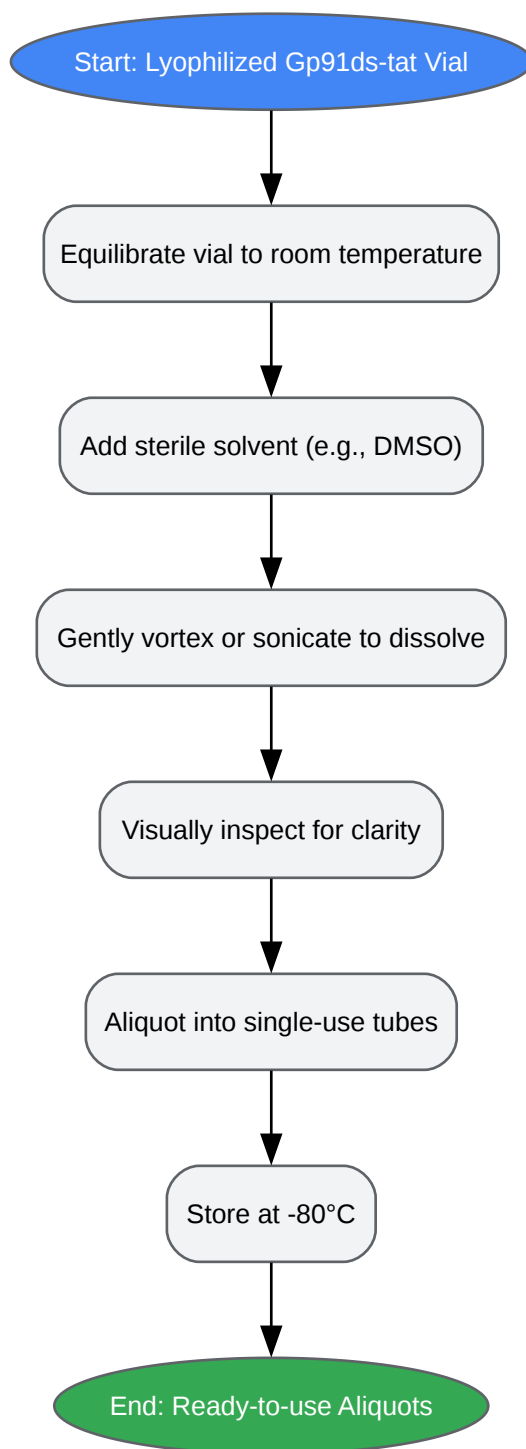 Start: Lyophilized Gp91ds-tat Vial
Equilibrate vial to room temperature
Add sterile solvent (e.g., DMSO)
Gently vortex or sonicate to dissolve
Visually inspect for clarity
Aliquot into single-use tubes
Store at -80°C
End: Ready-to-use Aliquots